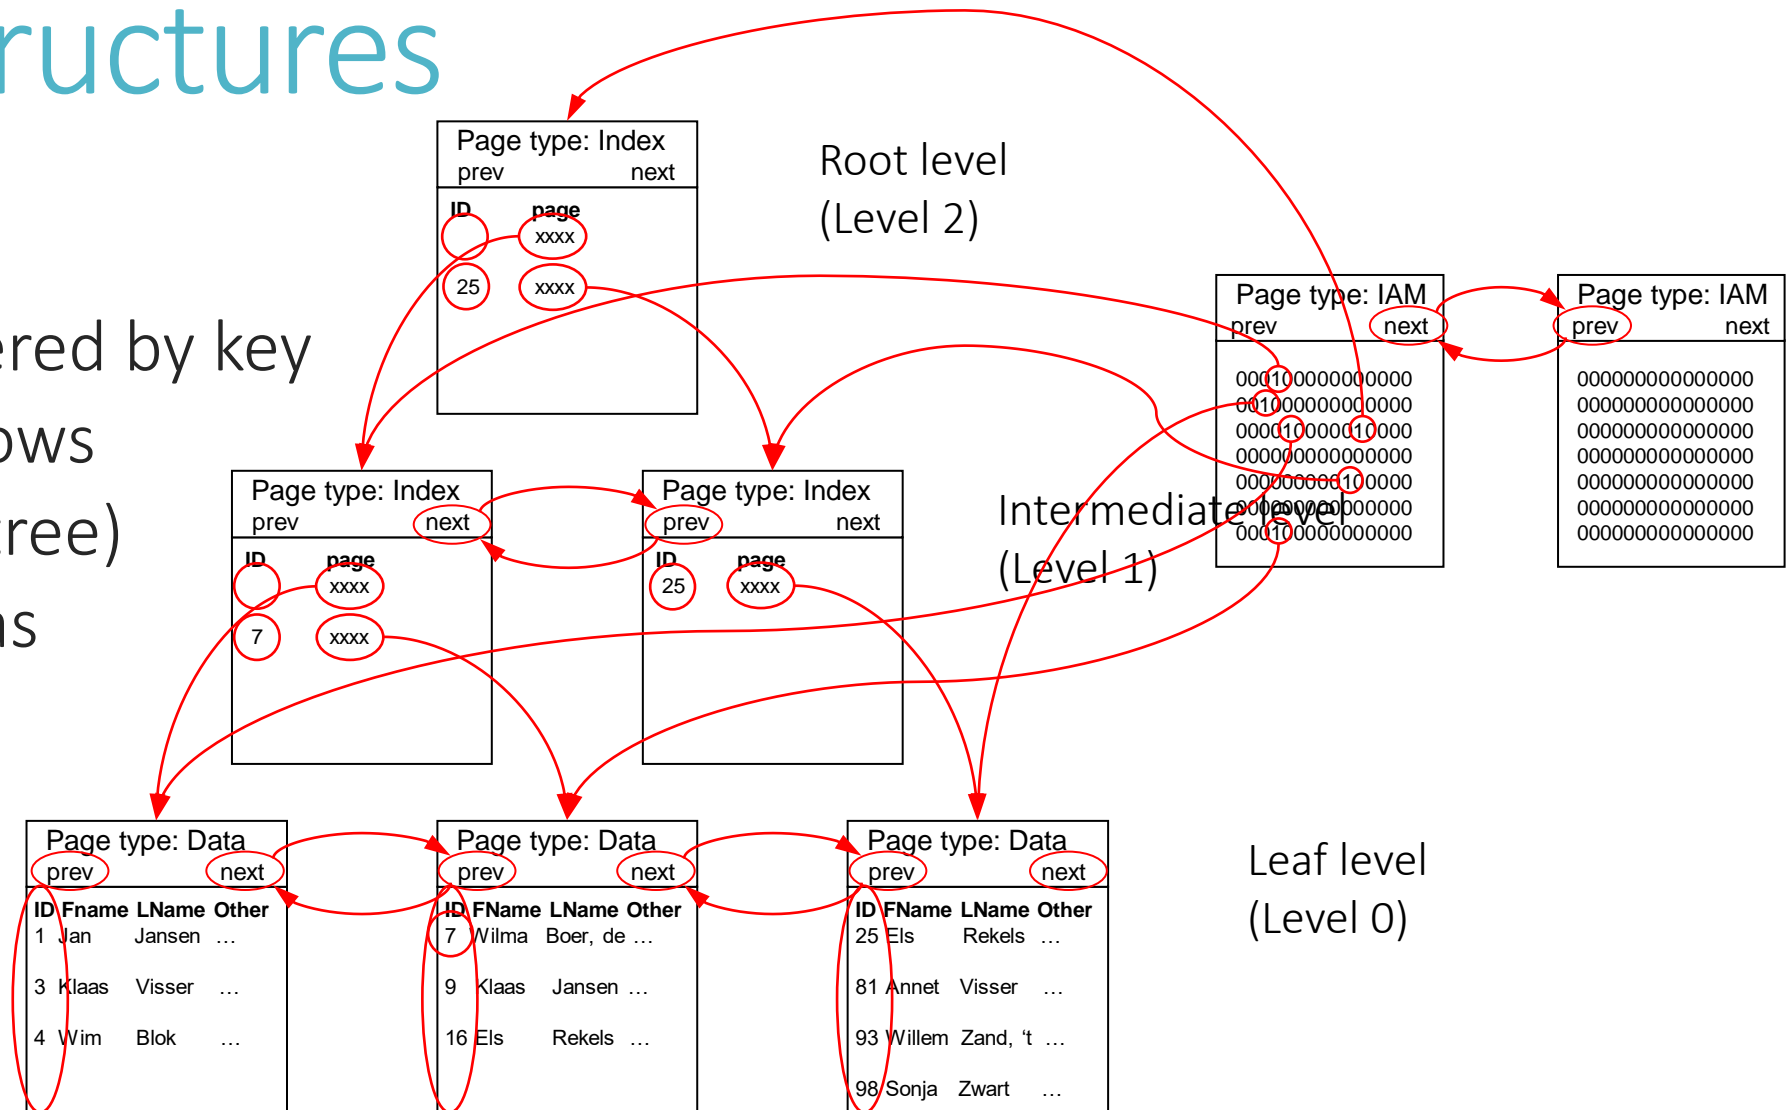 ructures
Page type: Index
prev next
ID page
xxxx
25 xxxx
Root level
(Level 2)
ered by key
ows
tree)
ns
Page type: IAM
prev next
000100000000000
001000000000000
000010000010000
000000000000000
000000000100000
000000000000000
000100000000000
Page type: IAM
prev next
000000000000000
000000000000000
000000000000000
000000000000000
000000000000000
000000000000000
000000000000000
Page type: Index
prev next
ID page
xxxx
7 xxxx
Page type: Index
prev next
ID page
25 xxxx
Intermediate level
(Level 1)
Page type: Data
prev next
ID Fname LName Other
1 Jan Jansen …
3 Klaas Visser …
4 Wim Blok …
Page type: Data
prev next
ID FName LName Other
7 Wilma Boer, de …
9 Klaas Jansen …
16 Els Rekels …
Page type: Data
prev next
ID FName LName Other
25 Els Rekels …
81 Annet Visser …
93 Willem Zand, ‘t …
98 Sonja Zwart …
Leaf level
(Level 0)